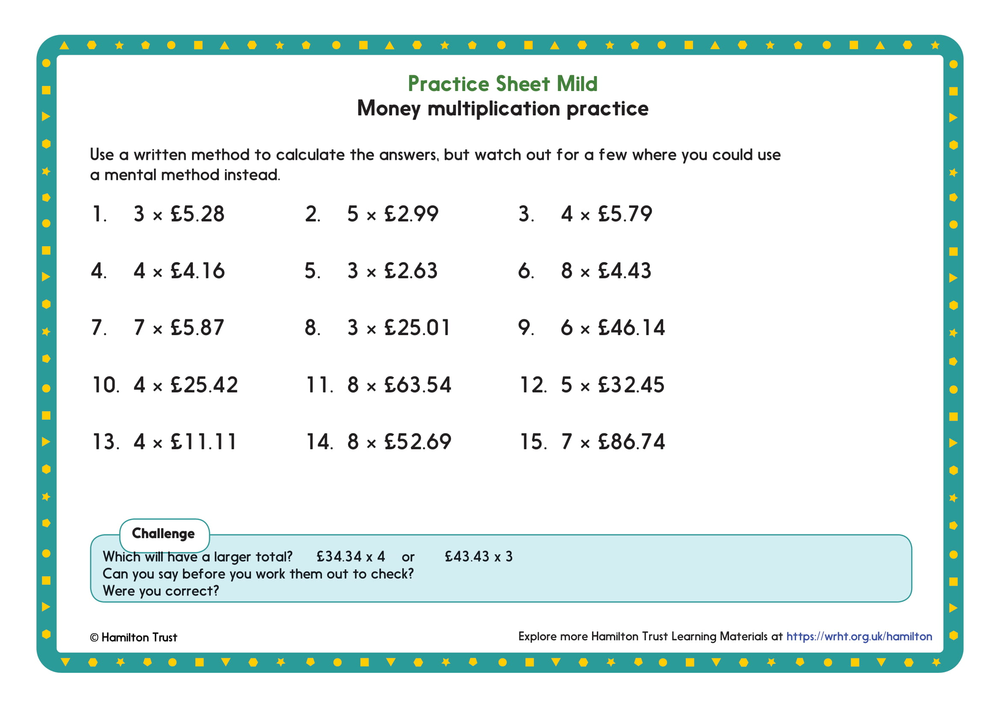 Practice Sheet Mild
Money multiplication practice
Use a written method to calculate the answers, but watch out for a few where you could use
a mental method instead.
1. 3 × £5.28 2. 5 × £2.99 3. 4 × £5.79
4. 4 × £4.16 5. 3 × £2.63 6. 8 × £4.43
7. 7 × £5.87 8. 3 × £25.01 9. 6 × £46.14
10. 4 × £25.42 11. 8 × £63.54 12. 5 × £32.45
13. 4 × £11.11 14. 8 × £52.69 15. 7 × £86.74
Challenge
Which will have a larger total? £34.34 x 4 or £43.43 x 3
Can you say before you work them out to check?
Were you correct?
© Hamilton Trust Explore more Hamilton Trust Learning Materials at https://wrht.org.uk/hamilton